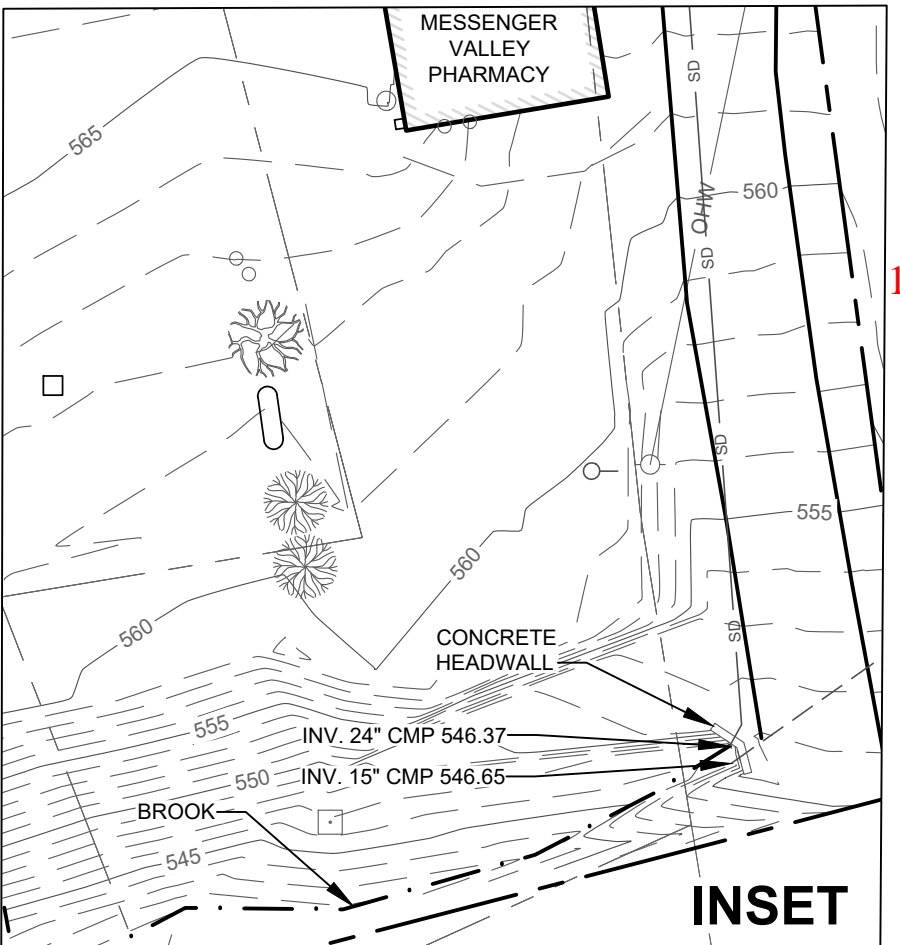 MESSENGER
VALLEY
PHARMACY
SD
565
560
OHW
SD
1
SD
555
560
560
SD
CONCRETE
HEADWALL
555
INV. 24" CMP 546.37
550
INV. 15" CMP 546.65
BROOK
545
INSET